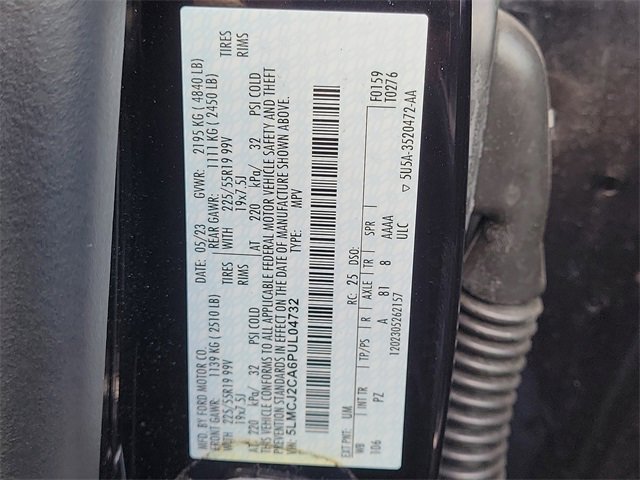 MFD. BY FORD MOTOR CO. DATE: 05/23 GVWR: 2195 KG ( 4840 LB)
FRONT GAWR: 1139 KG ( 2510 LB) REAR GAWR: 1111 KG ( 2450 LB)
WITH 225/55R19 99V TIRES WITH 225/55R19 99V TIRES
19x7.5J RIMS 19x7.5J RIMS
AT 220 kPa/ 32 PSI COLD AT 220 kPa/ 32 PSI COLD
THIS VEHICLE CONFORMS TO ALL APPLICABLE FEDERAL MOTOR VEHICLE SAFETY AND THEFT
PREVENTION STANDARDS IN EFFECT ON THE DATE OF MANUFACTURE SHOWN ABOVE.
VIN: 5LMCJ2CA6PUL04732 TYPE: MPV
F0159
T0276
EXT PNT: UM RC: 25 DSO:
WB INT TR TP/PS R AXLE TR SPR
106 PZ A 81 8 AAAA
ULC
1202305262157 ▽ 5U5A-3520472-AA